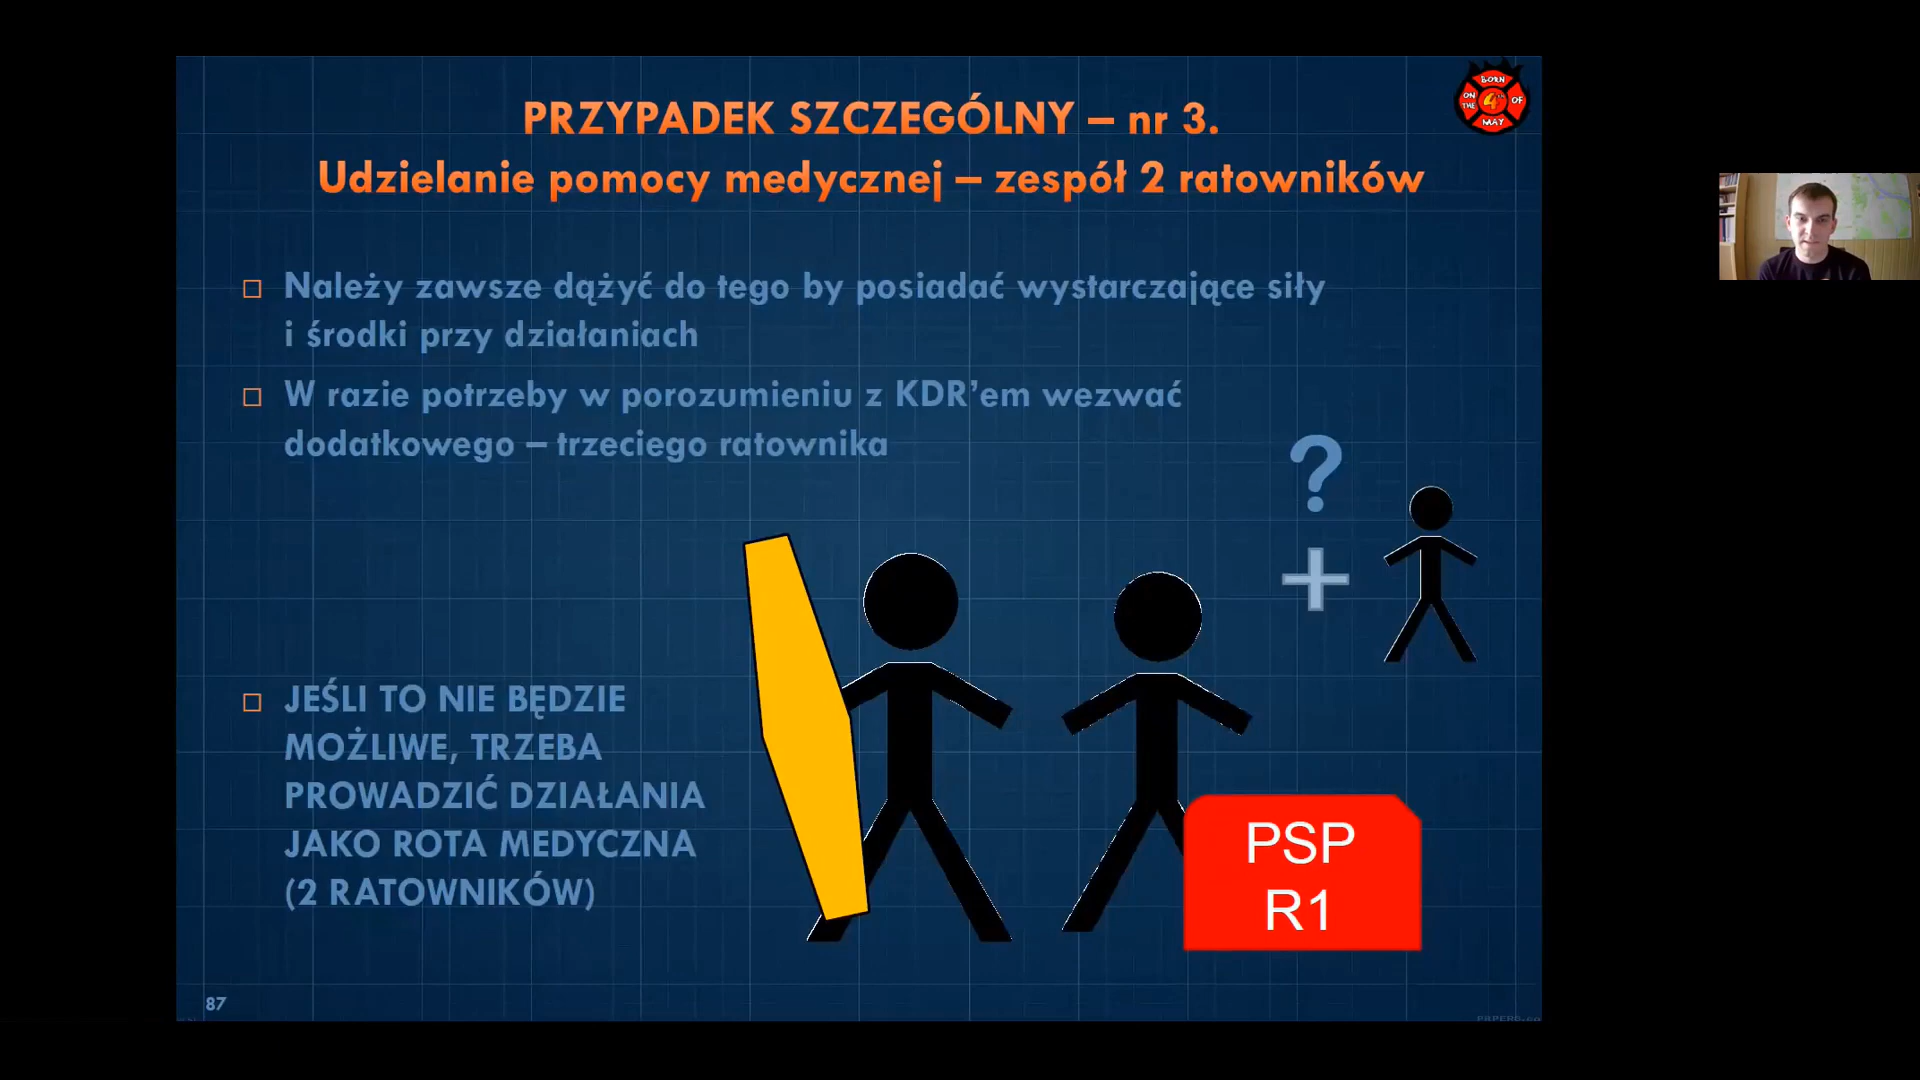 PRZYPADEK SZCZEGÓLNY – nr 3.
Udzielanie pomocy medycznej – zespół 2 ratowników
BORN
ON THE 4TH OF
MAY
Należy zawsze dążyć do tego by posiadać wystarczające siły
i środki przy działaniach
W razie potrzeby w porozumieniu z KDR'em wezwać
dodatkowego – trzeciego ratownika
?
+
JEŚLI TO NIE BĘDZIE
MOŻLIWE, TRZEBA
PROWADZIĆ DZIAŁANIA
JAKO ROTA MEDYCZNA
(2 RATOWNIKÓW)
PSP
R1
87